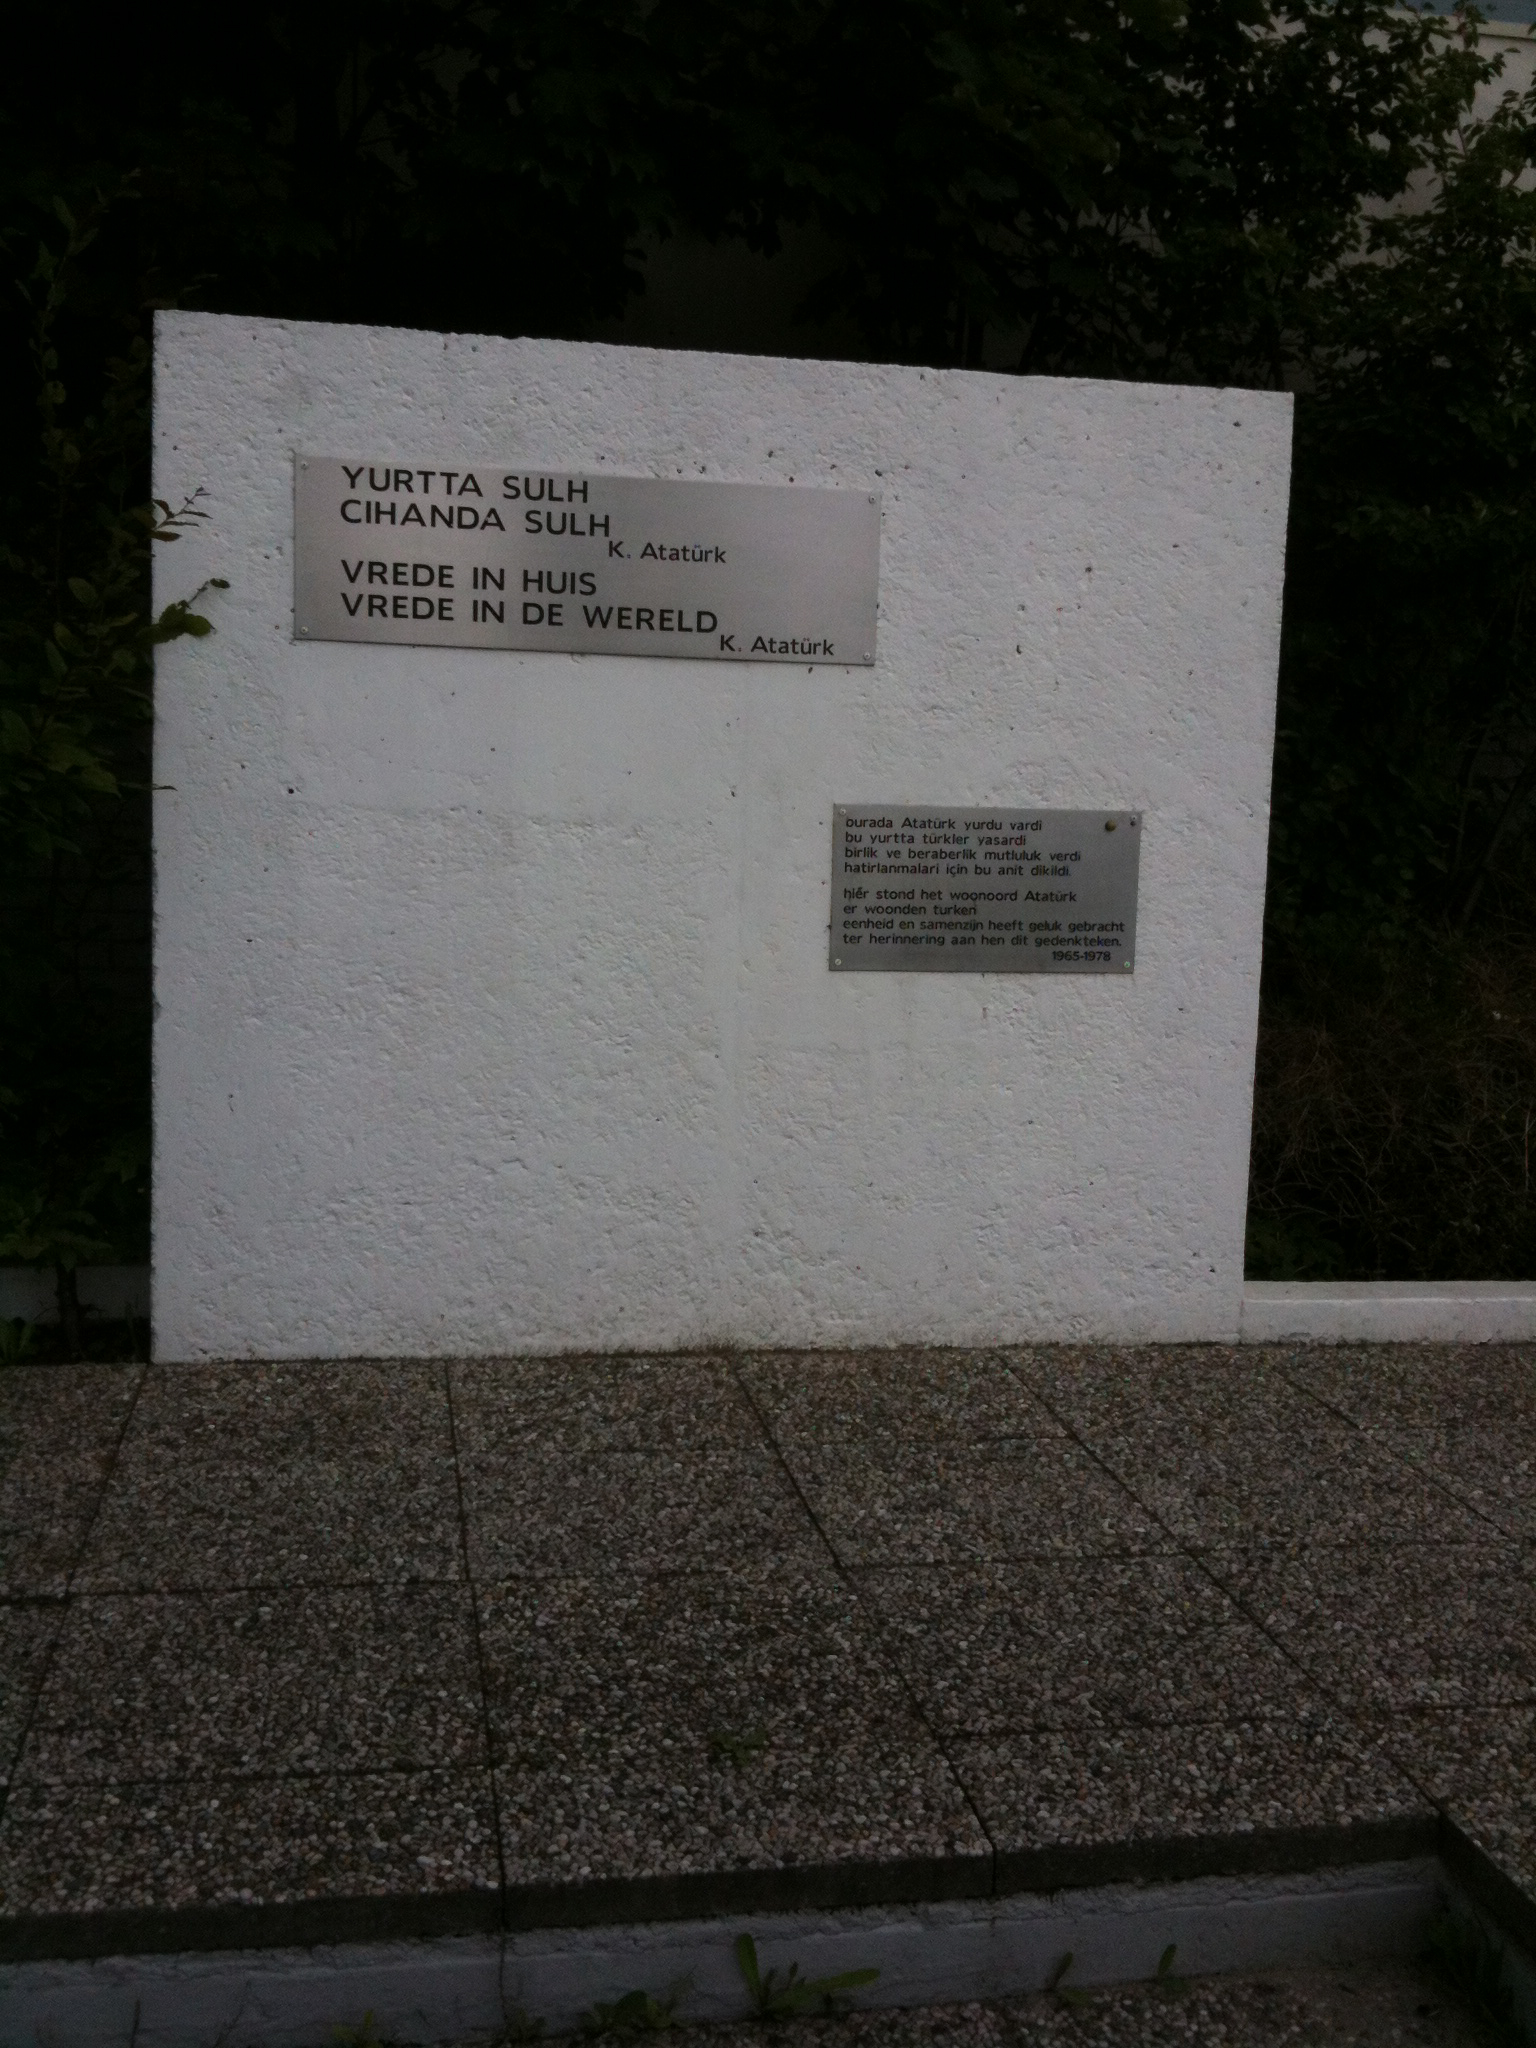 YURTTA SULH
CIHANDA SULH
K. Atatürk
VREDE IN HUIS
VREDE IN DE WERELD
K. Atatürk
burada Atatürk yurdu vardi
bu yurtta türkler yasardi
birlik ve beraberlik mutluluk verdi
hatirlanmalari için bu anit dikildi.
hier stond het woonoord Atatürk
er woonden turken
eenheid en samenzijn heeft geluk gebracht
ter herinnering aan hen dit gedenkteken.
1965-1978